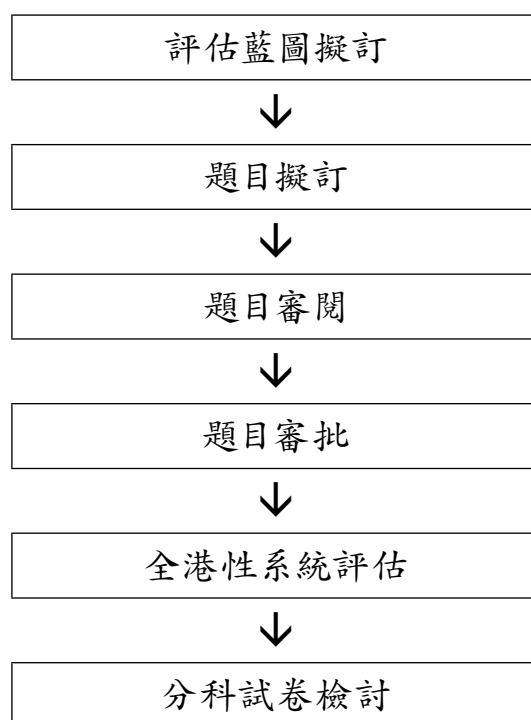 評估藍圖擬訂
題目擬訂
題目審閱
題目審批
全港性系統評估
分科試卷檢討